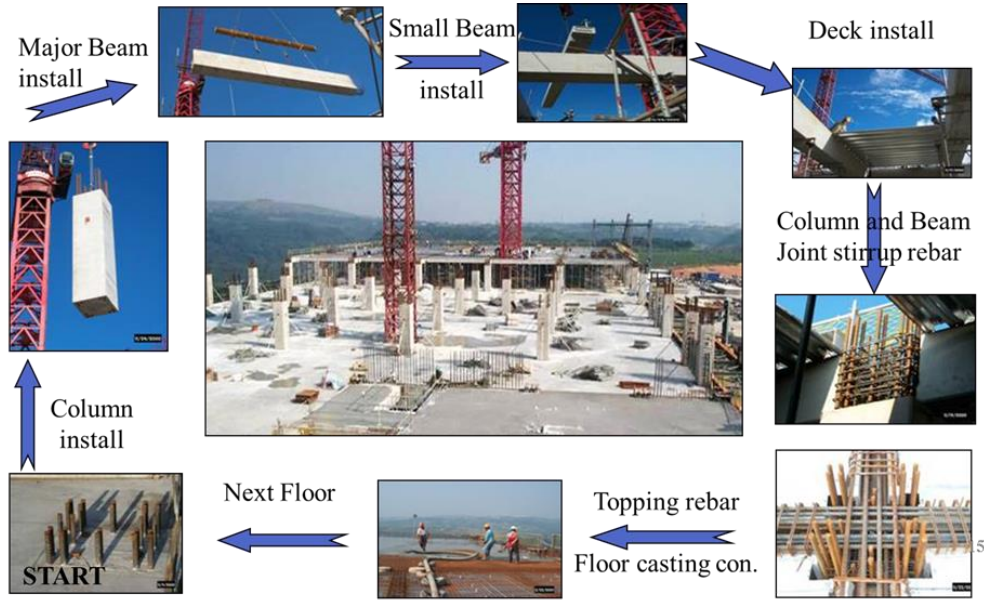 Major Beam
install
Small Beam
install
Deck install
Column and Beam
Joint stirrup rebar
Column
install
START
Next Floor
Topping rebar
Floor casting con.
15